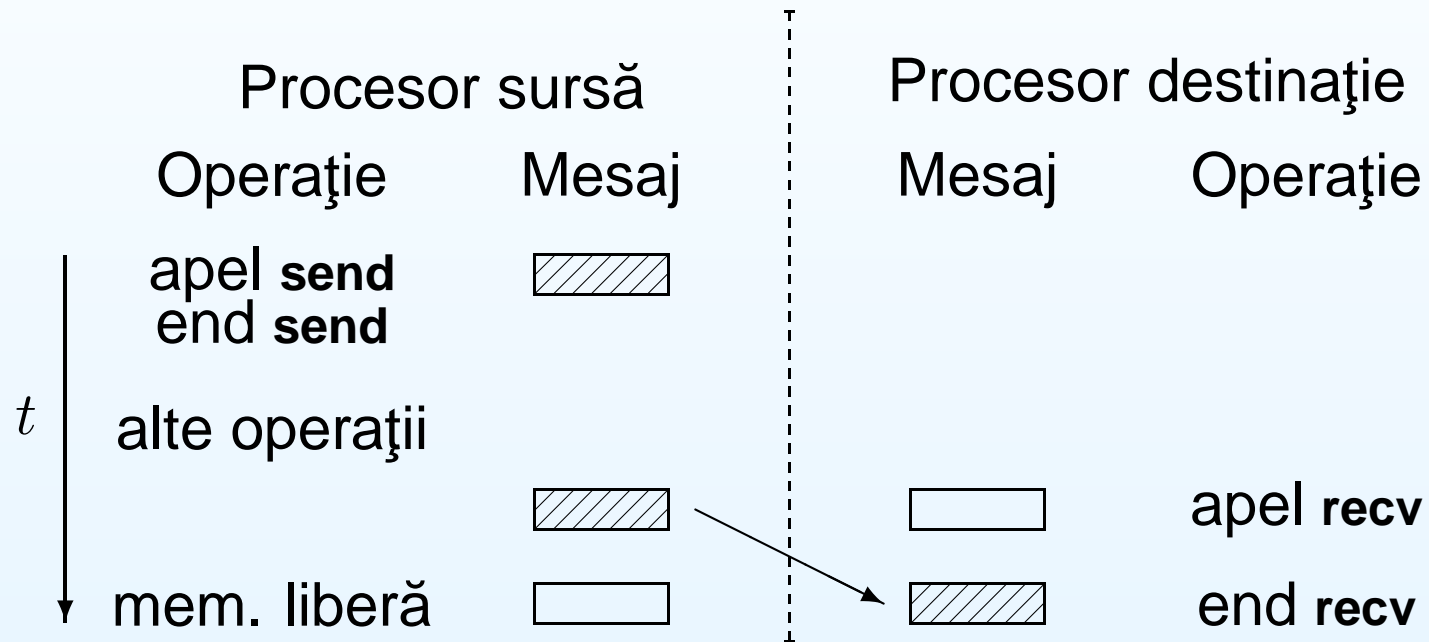 Procesor sursă
Operaţie Mesaj
apel send
end send
t
alte operaţii
mem. liberă
Procesor destinaţie
Mesaj Operaţie
apel recv
end recv